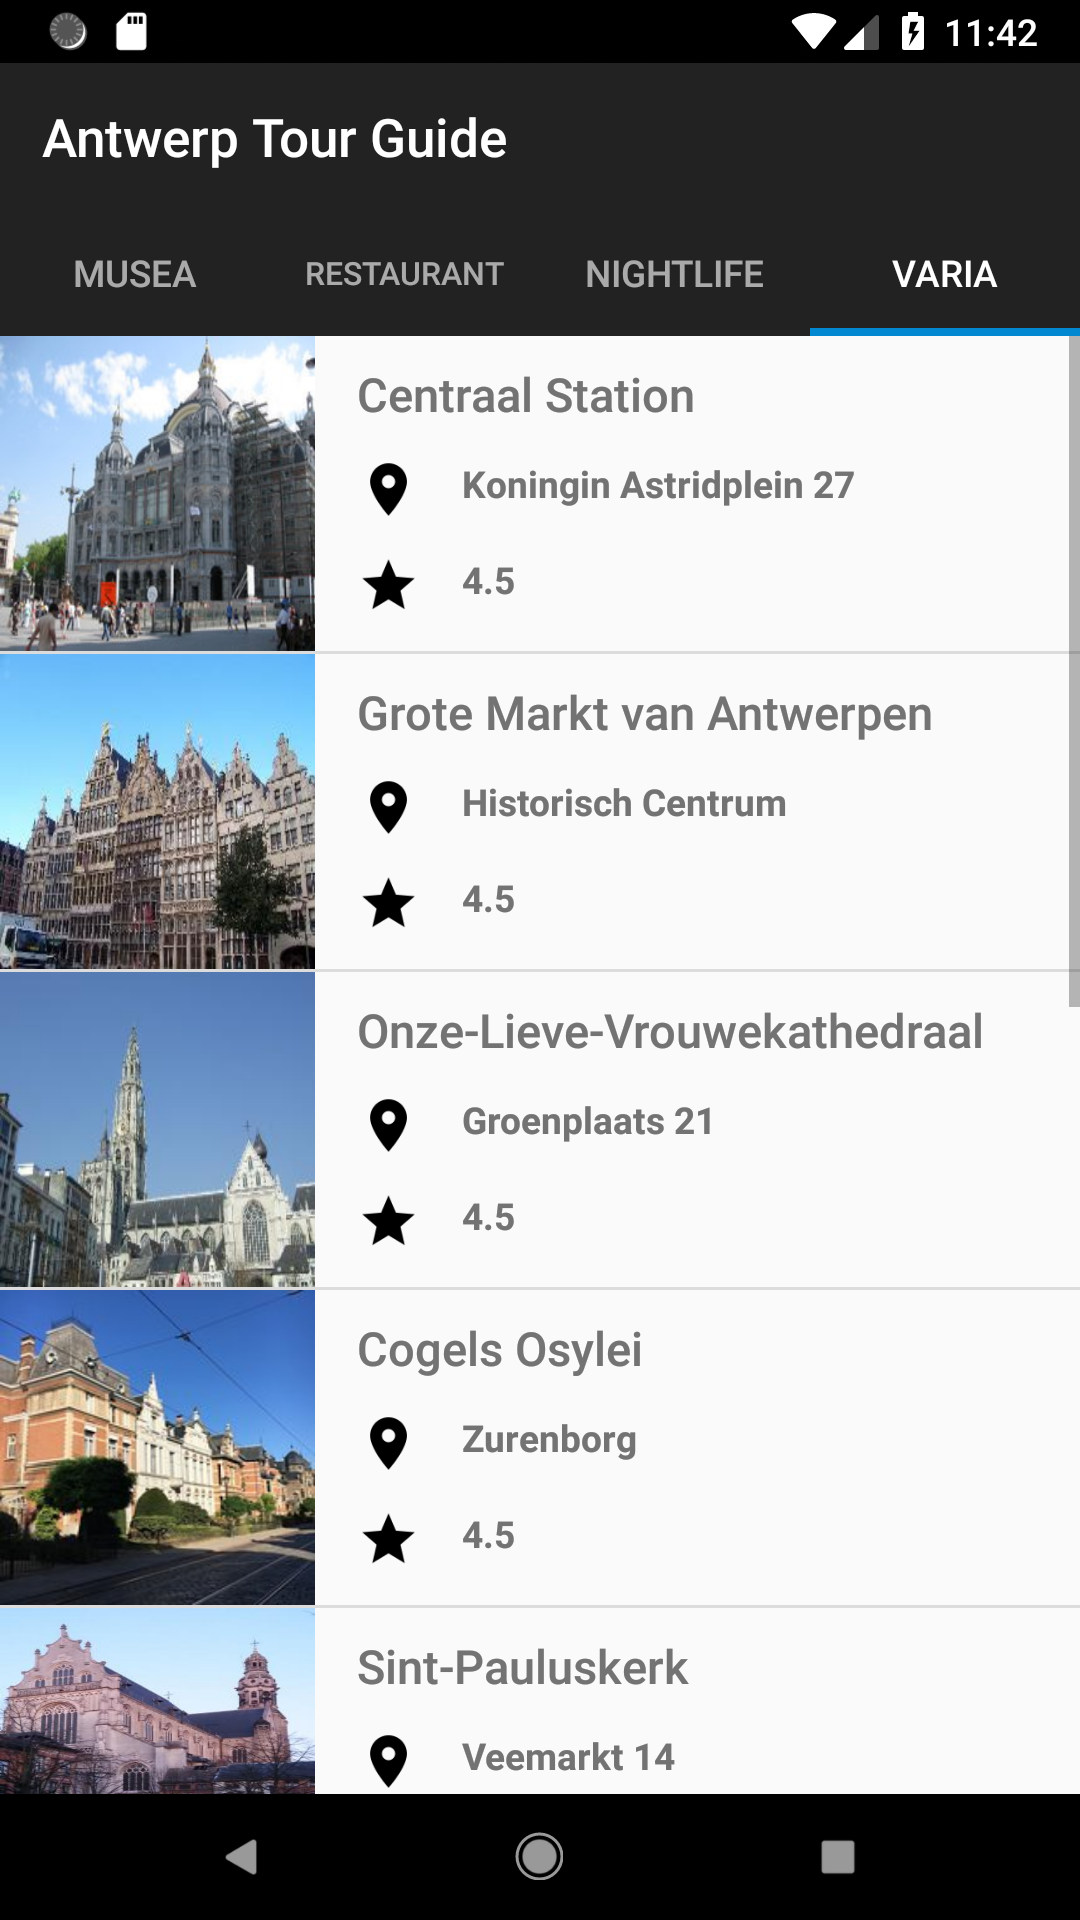 11:42
Antwerp Tour Guide
MUSEA RESTAURANT NIGHTLIFE VARIA
Centraal Station
Koningin Astridplein 27
4.5
Grote Markt van Antwerpen
Historisch Centrum
4.5
Onze-Lieve-Vrouwekathedraal
Groenplaats 21
4.5
Cogels Osylei
Zurenborg
4.5
Sint-Pauluskerk
Veemarkt 14